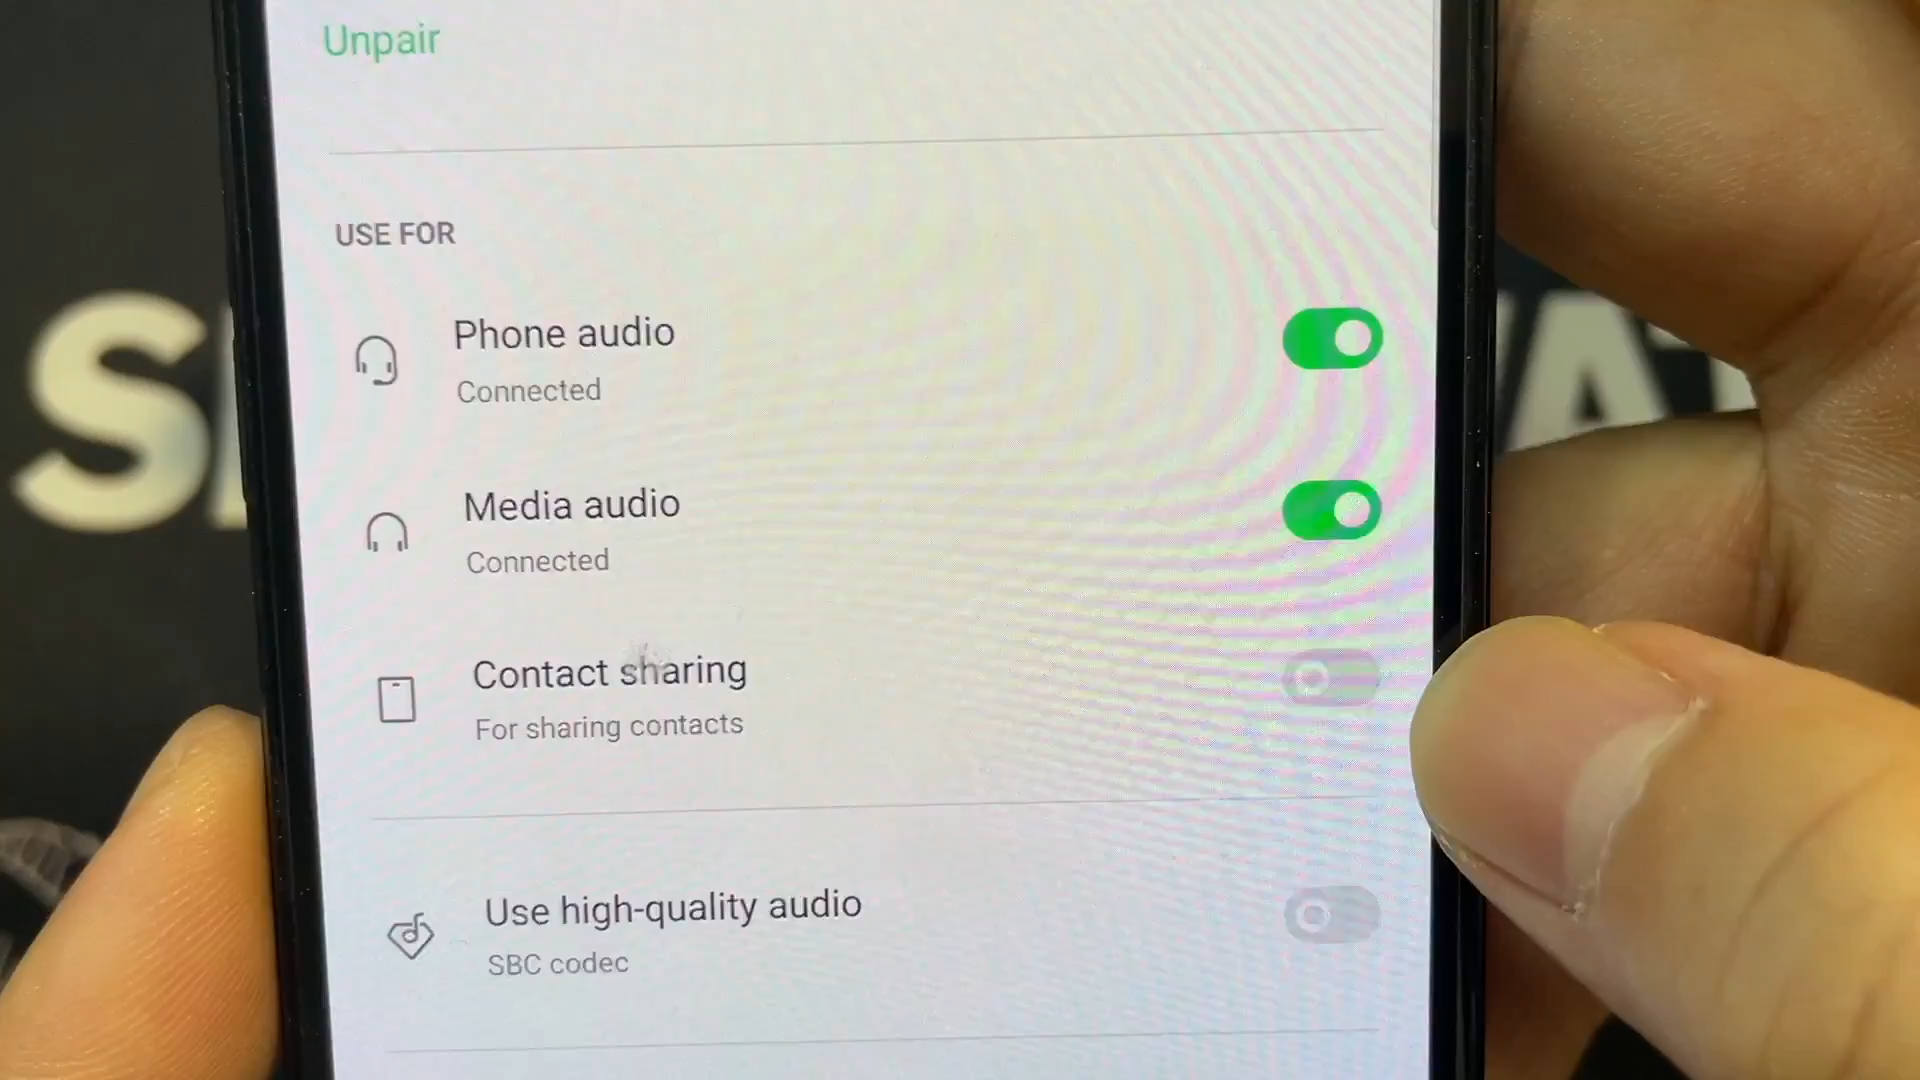 Unpair
USE FOR
Phone audio
Connected
Media audio
Connected
Contact sharing
For sharing contacts
Use high-quality audio
SBC codec